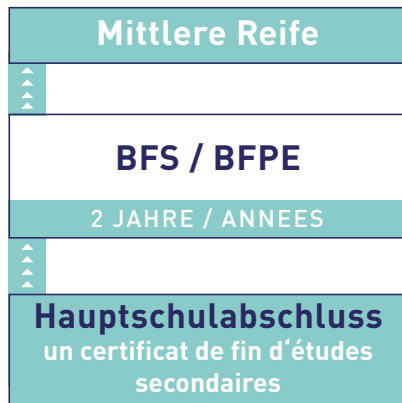 Mittlere Reife
BFS / BFPE
2 JAHRE / ANNEES
Hauptschulabschluss
un certificat de fin d‘études
secondaires